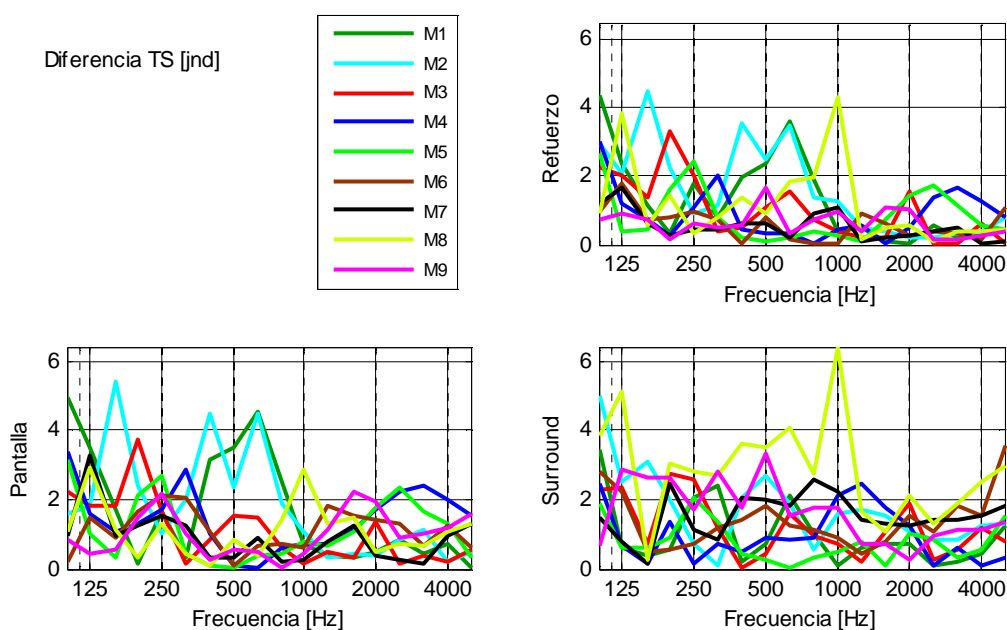 Diferencia TS [jnd]
M1
M2
M3
M4
M5
M6
M7
M8
M9
6
4
2
0
Refuerzo
125 250 500 1000 2000 4000
Frecuencia [Hz]
6
4
2
0
Pantalla
125 250 500 1000 2000 4000
Frecuencia [Hz]
6
4
2
0
Surround
125 250 500 1000 2000 4000
Frecuencia [Hz]